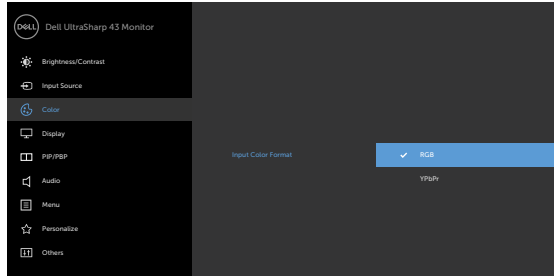 DELL Dell UltraSharp 43 Monitor
Brightness/Contrast
Input Source
Color
Display
PIP/PBP
Audio
Menu
Personalize
Others
Input Color Format
RGB
YPbPr